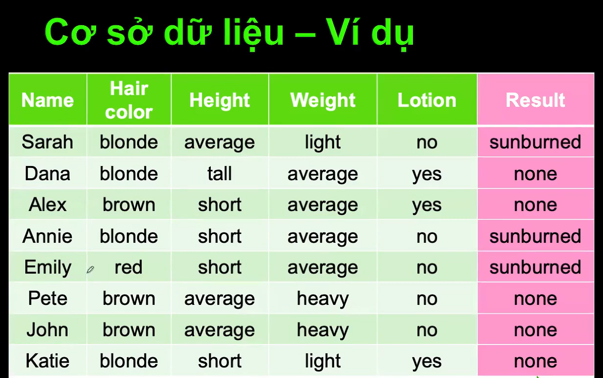 Cơ sở dữ liệu – Ví dụ
Name Hair color Height Weight Lotion Result
Sarah blonde average light no sunburned
Dana blonde tall average yes none
Alex brown short average yes none
Annie blonde short average no sunburned
Emily red short average no sunburned
Pete brown average heavy no none
John brown average heavy no none
Katie blonde short light yes none